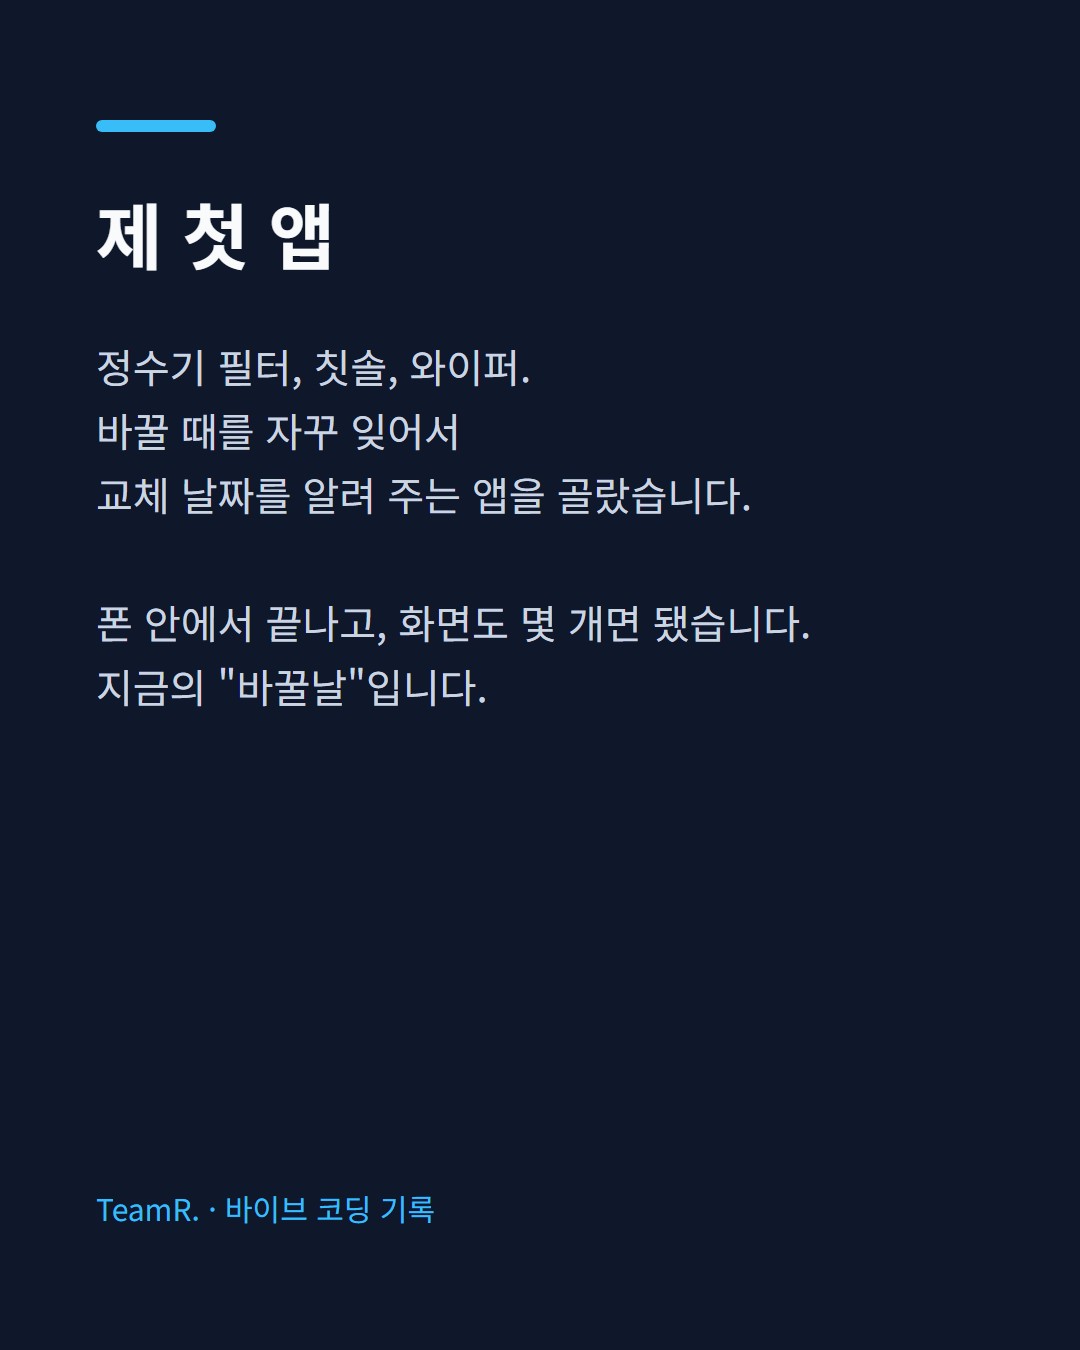 제 첫 앱
정수기 필터, 칫솔, 와이퍼.
바꿀 때를 자꾸 잊어서
교체 날짜를 알려 주는 앱을 골랐습니다.
폰 안에서 끝나고, 화면도 몇 개면 됐습니다.
지금의 "바꿀날"입니다.
TeamR. · 바이브 코딩 기록